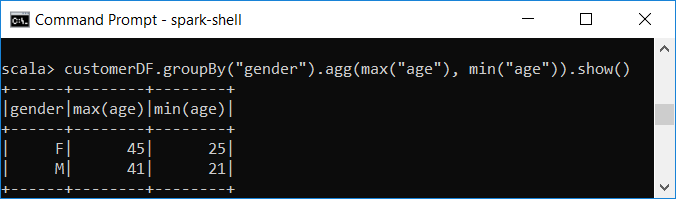 Command Prompt - spark-shell
scala> customerDF.groupBy("gender").agg(max("age"), min("age")).show()
+------+--------+--------+
|gender|max(age)|min(age)|
+------+--------+--------+
|     F|      45|      25|
|     M|      41|      21|
+------+--------+--------+